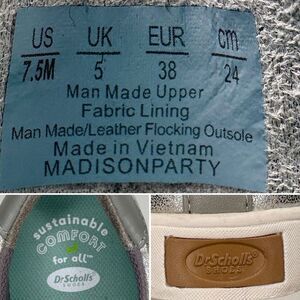 US UK EUR cm
7.5M 5 38 24
Man Made Upper
Fabric Lining
Man Made/Leather Flocking Outsole
Made in Vietnam
MADISONPARTY
sustainable
COMFORT
for all™
Dr.Scholl's
SHOES
Dr.Scholl's
SHOES